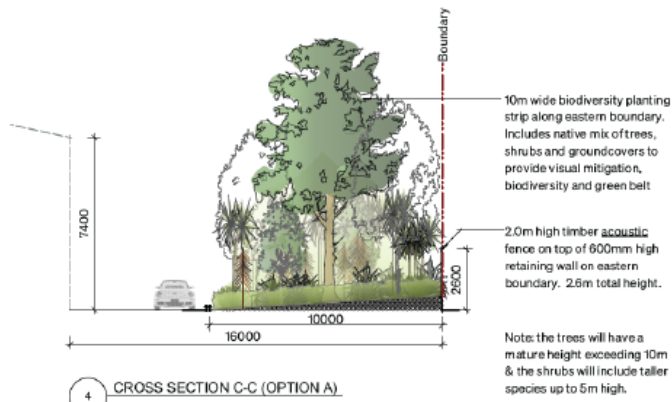 Boundary
10m wide biodiversity planting
strip along eastern boundary.
Includes native mix of trees,
shrubs and groundcovers to
provide visual mitigation,
biodiversity and green belt
7400
2.0m high timber acoustic
fence on top of 600mm high
retaining wall on eastern
boundary. 2.6m total height.
2600
10000
16000
Note: the trees will have a
mature height exceeding 10m
& the shrubs will include taller
species up to 5m high.
4
CROSS SECTION C-C (OPTION A)